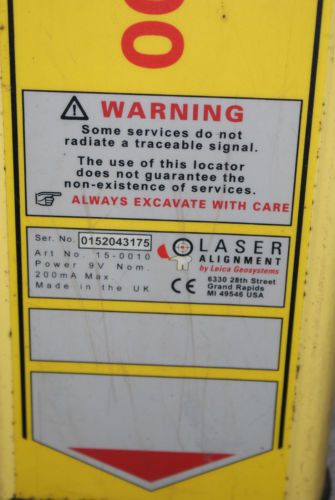 00
WARNING
Some services do not
radiate a traceable signal.
The use of this locator
does not guarantee the
non-existence of services.
ALWAYS EXCAVATE WITH CARE
Ser. No. 0152043175
Art No. 15-0010
Power 9V Nom.
200mA Max.
Made in the UK
LASER
ALIGNMENT
by Leica Geosystems
CE
6330 28th Street
Grand Rapids
MI 49546 USA